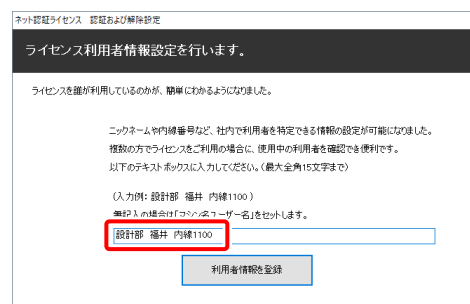 ネット認証ライセンス 認証および解除設定
ライセンス利用者情報設定を行います。
ライセンスを誰が利用しているのかが、簡単にわかるようになりました。
ニックネームや内線番号など、社内で利用者を特定できる情報の設定が可能になりました。
複数の方でライセンスをご利用の場合に、使用中の利用者を確認でき便利です。
以下のテキストボックスに入力してください。(最大全角15文字まで)
(入力例: 設計部 福井 内線1100 )
無記入の場合は「マシン名ユーザー名」をセットします。
設計部 福井 内線1100
利用者情報を登録